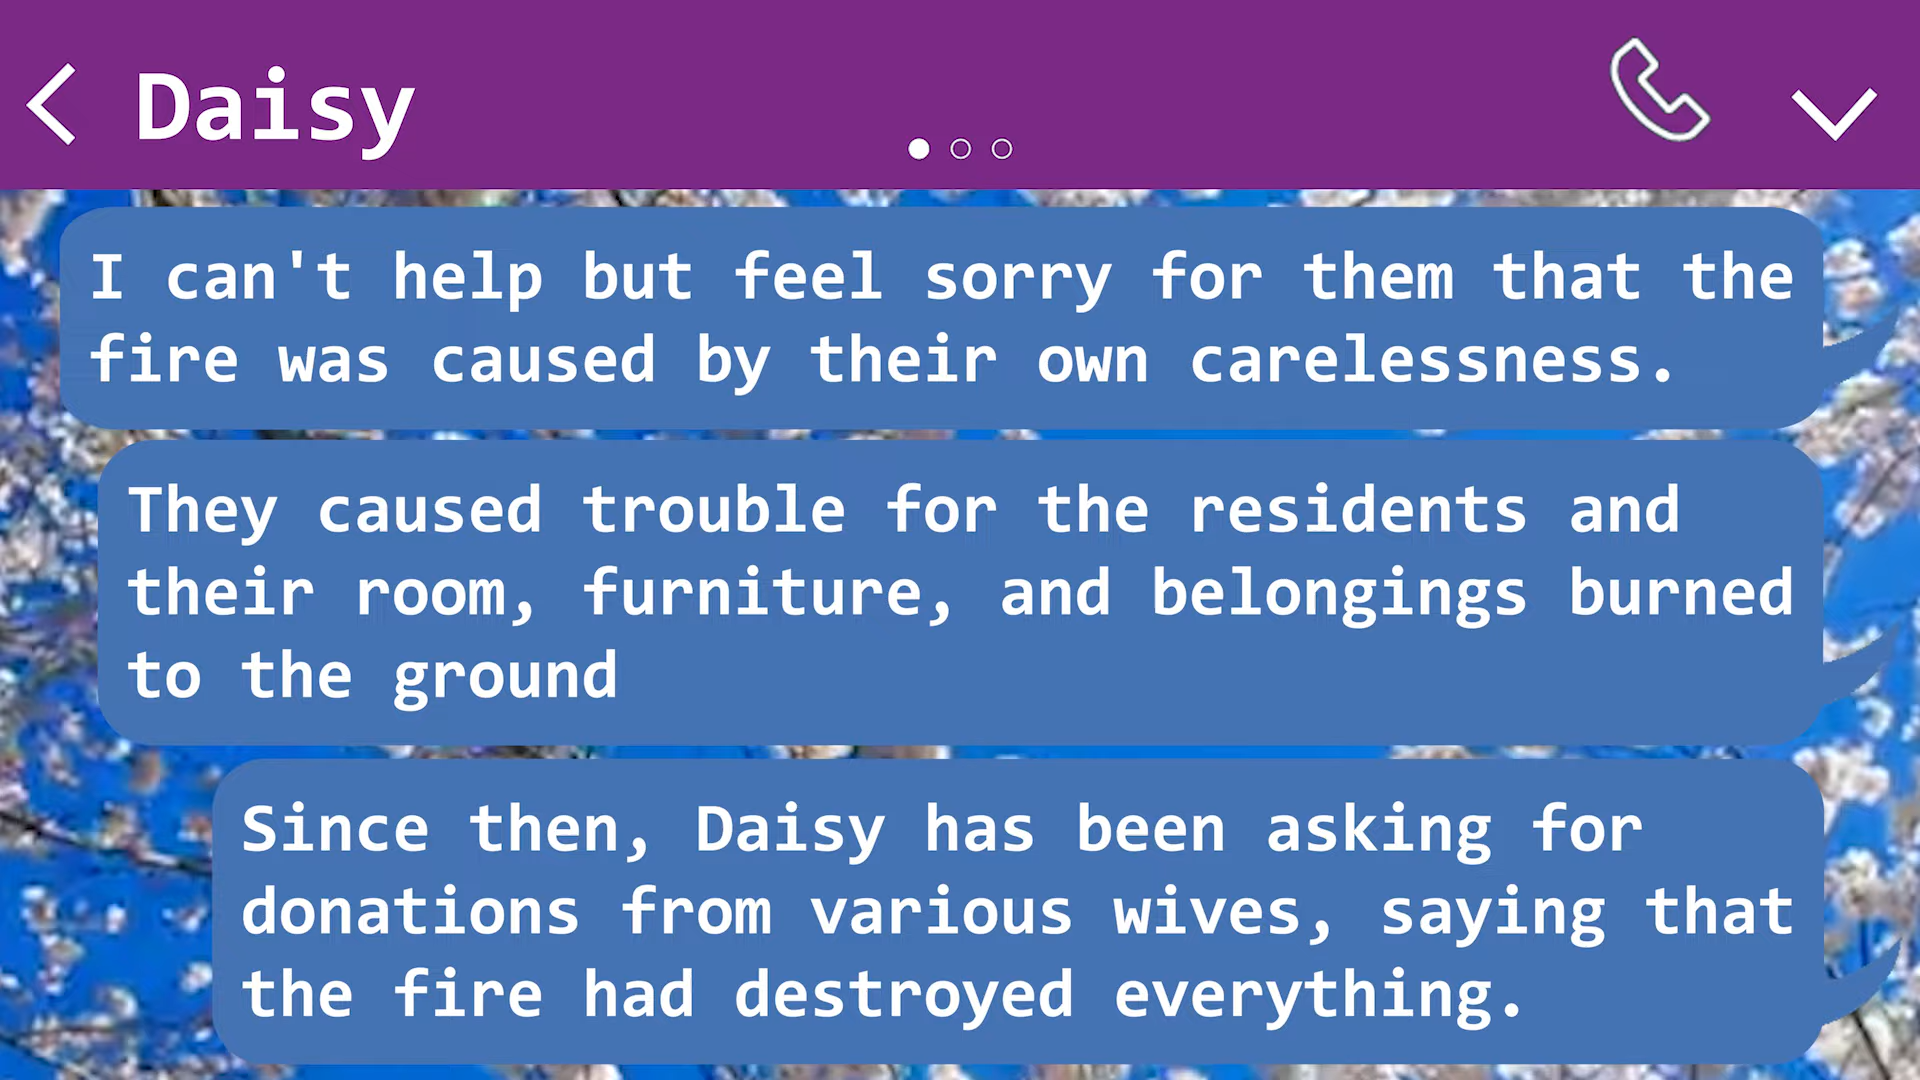 Daisy
I can't help but feel sorry for them that the
fire was caused by their own carelessness.
They caused trouble for the residents and
their room, furniture, and belongings burned
to the ground
Since then, Daisy has been asking for
donations from various wives, saying that
the fire had destroyed everything.